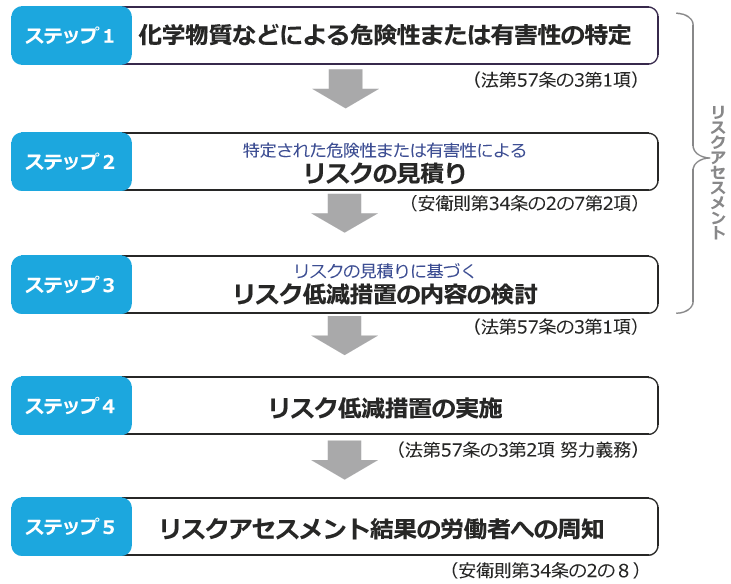 ステップ1
化学物質などによる危険性または有害性の特定
（法第57条の3第1項）
ステップ2
特定された危険性または有害性による
リスクの見積り
（安衛則第34条の2の7第2項）
ステップ3
リスクの見積りに基づく
リスク低減措置の内容の検討
（法第57条の3第1項）
リスクアセスメント
ステップ4
リスク低減措置の実施
（法第57条の3第2項 努力義務）
ステップ5
リスクアセスメント結果の労働者への周知
（安衛則第34条の2の８）